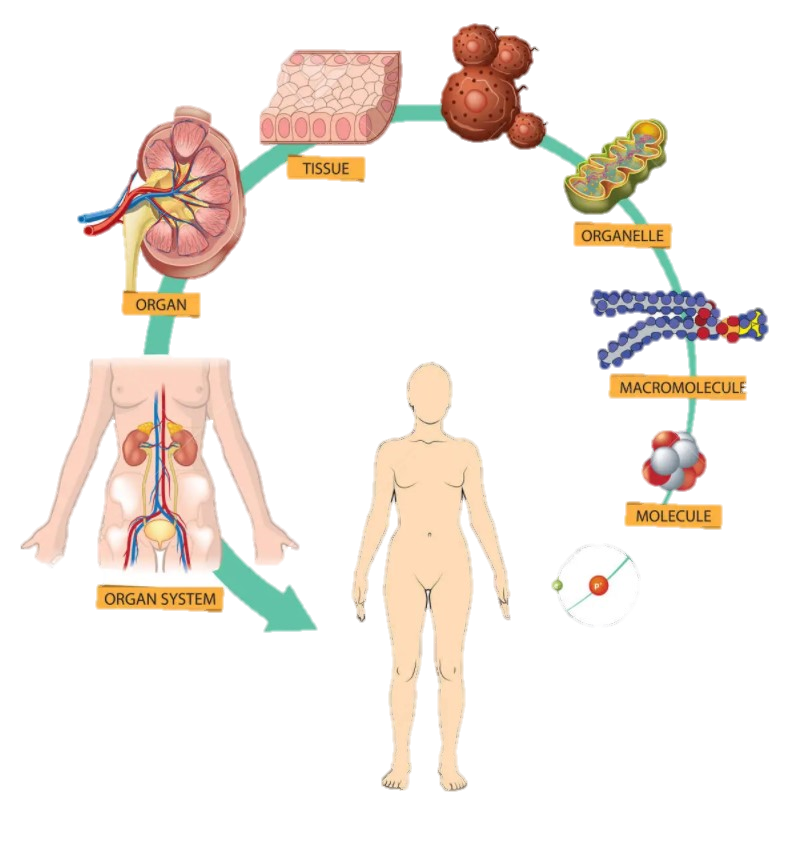 TISSUE
ORGANELLE
ORGAN
MACROMOLECULE
MOLECULE
P+
ORGAN SYSTEM